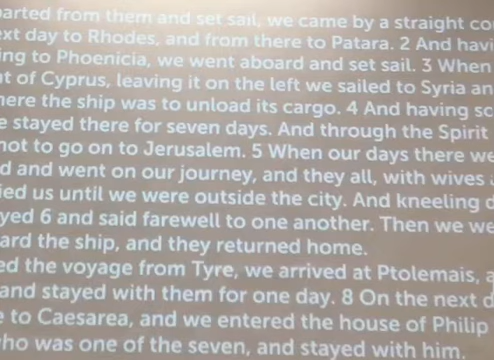 arted from them and set sail, we came by a straight co
ext day to Rhodes, and from there to Patara. 2 And havi
ing to Phoenicia, we went aboard and set sail. 3 When
t of Cyprus, leaving it on the left we sailed to Syria an
here the ship was to unload its cargo. 4 And having so
e stayed there for seven days. And through the Spirit
not to go on to Jerusalem. 5 When our days there we
d and went on our journey, and they all, with wives
ied us until we were outside the city. And kneeling d
yed 6 and said farewell to one another. Then we we
ard the ship, and they returned home.
ed the voyage from Tyre, we arrived at Ptolemais, a
and stayed with them for one day. 8 On the next d
e to Caesarea, and we entered the house of Philip
ho was one of the seven, and stayed with him.